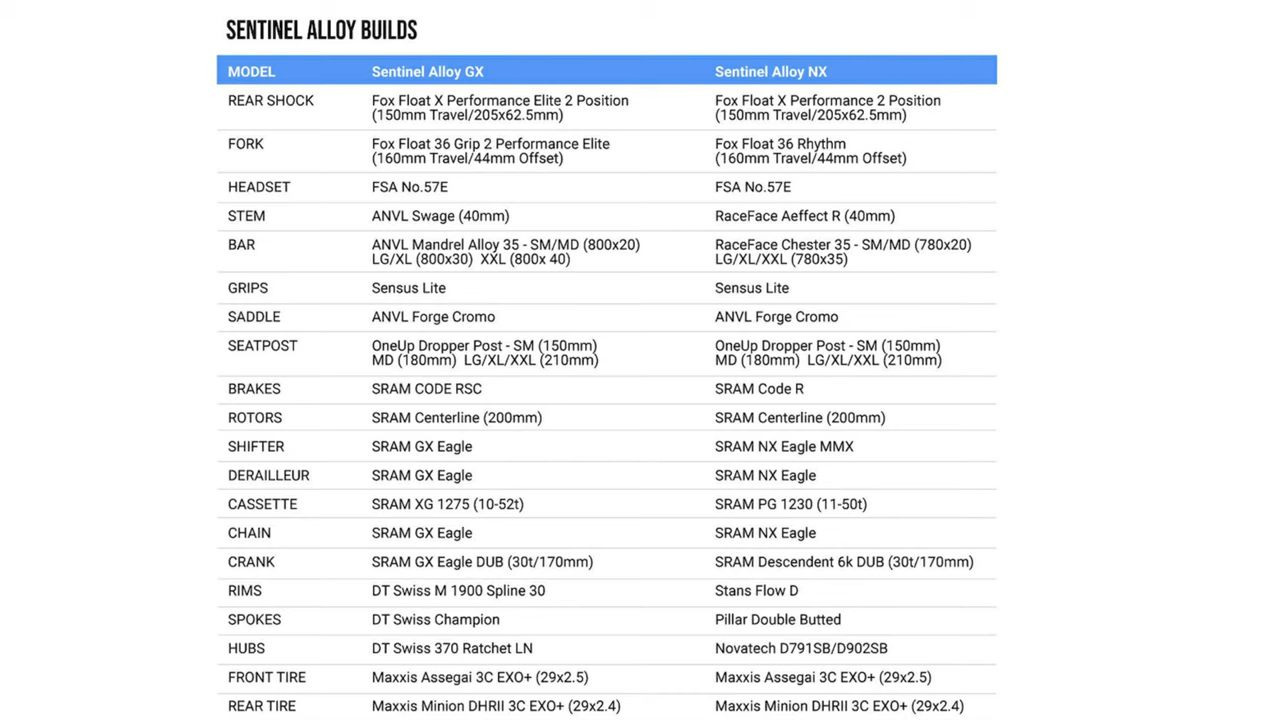 SENTINEL ALLOY BUILDS
MODEL Sentinel Alloy GX Sentinel Alloy NX
REAR SHOCK Fox Float X Performance Elite 2 Position Fox Float X Performance 2 Position
(150mm Travel/205x62.5mm) (150mm Travel/205x62.5mm)
FORK Fox Float 36 Grip 2 Performance Elite Fox Float 36 Rhythm
(160mm Travel/44mm Offset) (160mm Travel/44mm Offset)
HEADSET FSA No.57E FSA No.57E
STEM ANVL Swage (40mm) RaceFace Aeffect R (40mm)
BAR ANVL Mandrel Alloy 35 - SM/MD (800x20) RaceFace Chester 35 - SM/MD (780x20)
LG/XL (800x30) XXL (800x 40) LG/XL/XXL (780x35)
GRIPS Sensus Lite Sensus Lite
SADDLE ANVL Forge Cromo ANVL Forge Cromo
SEATPOST OneUp Dropper Post - SM (150mm) OneUp Dropper Post - SM (150mm)
MD (180mm) LG/XL/XXL (210mm) MD (180mm) LG/XL/XXL (210mm)
BRAKES SRAM CODE RSC SRAM Code R
ROTORS SRAM Centerline (200mm) SRAM Centerline (200mm)
SHIFTER SRAM GX Eagle SRAM NX Eagle MMX
DERAILLEUR SRAM GX Eagle SRAM NX Eagle
CASSETTE SRAM XG 1275 (10-52t) SRAM PG 1230 (11-50t)
CHAIN SRAM GX Eagle SRAM NX Eagle
CRANK SRAM GX Eagle DUB (30t/170mm) SRAM Descendent 6k DUB (30t/170mm)
RIMS DT Swiss M 1900 Spline 30 Stans Flow D
SPOKES DT Swiss Champion Pillar Double Butted
HUBS DT Swiss 370 Ratchet LN Novatech D791SB/D902SB
FRONT TIRE Maxxis Assegai 3C EXO+ (29x2.5) Maxxis Assegai 3C EXO+ (29x2.5)
REAR TIRE Maxxis Minion DHRII 3C EXO+ (29x2.4) Maxxis Minion DHRII 3C EXO+ (29x2.4)